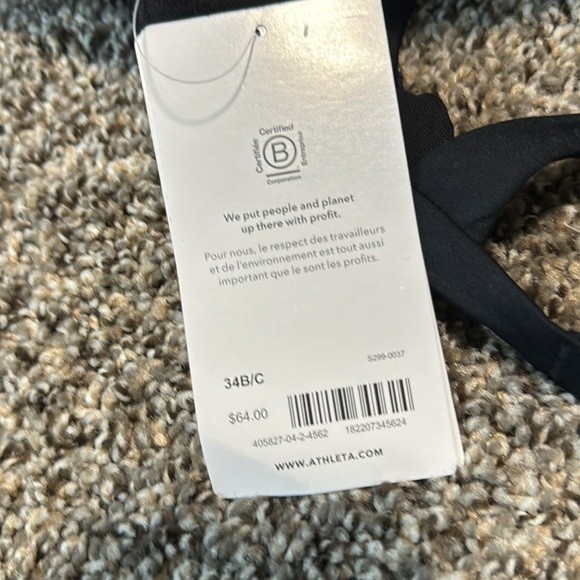 Certified
Certifiée
B
Entreprise
Corporation
We put people and planet
up there with profit.
Pour nous, le respect des travailleurs
et de l'environnement est tout aussi
important que le sont les profits.
S299-0037
34B/C
$64.00
405827-04-2-4562 182207345624
WWW.ATHLETA.COM